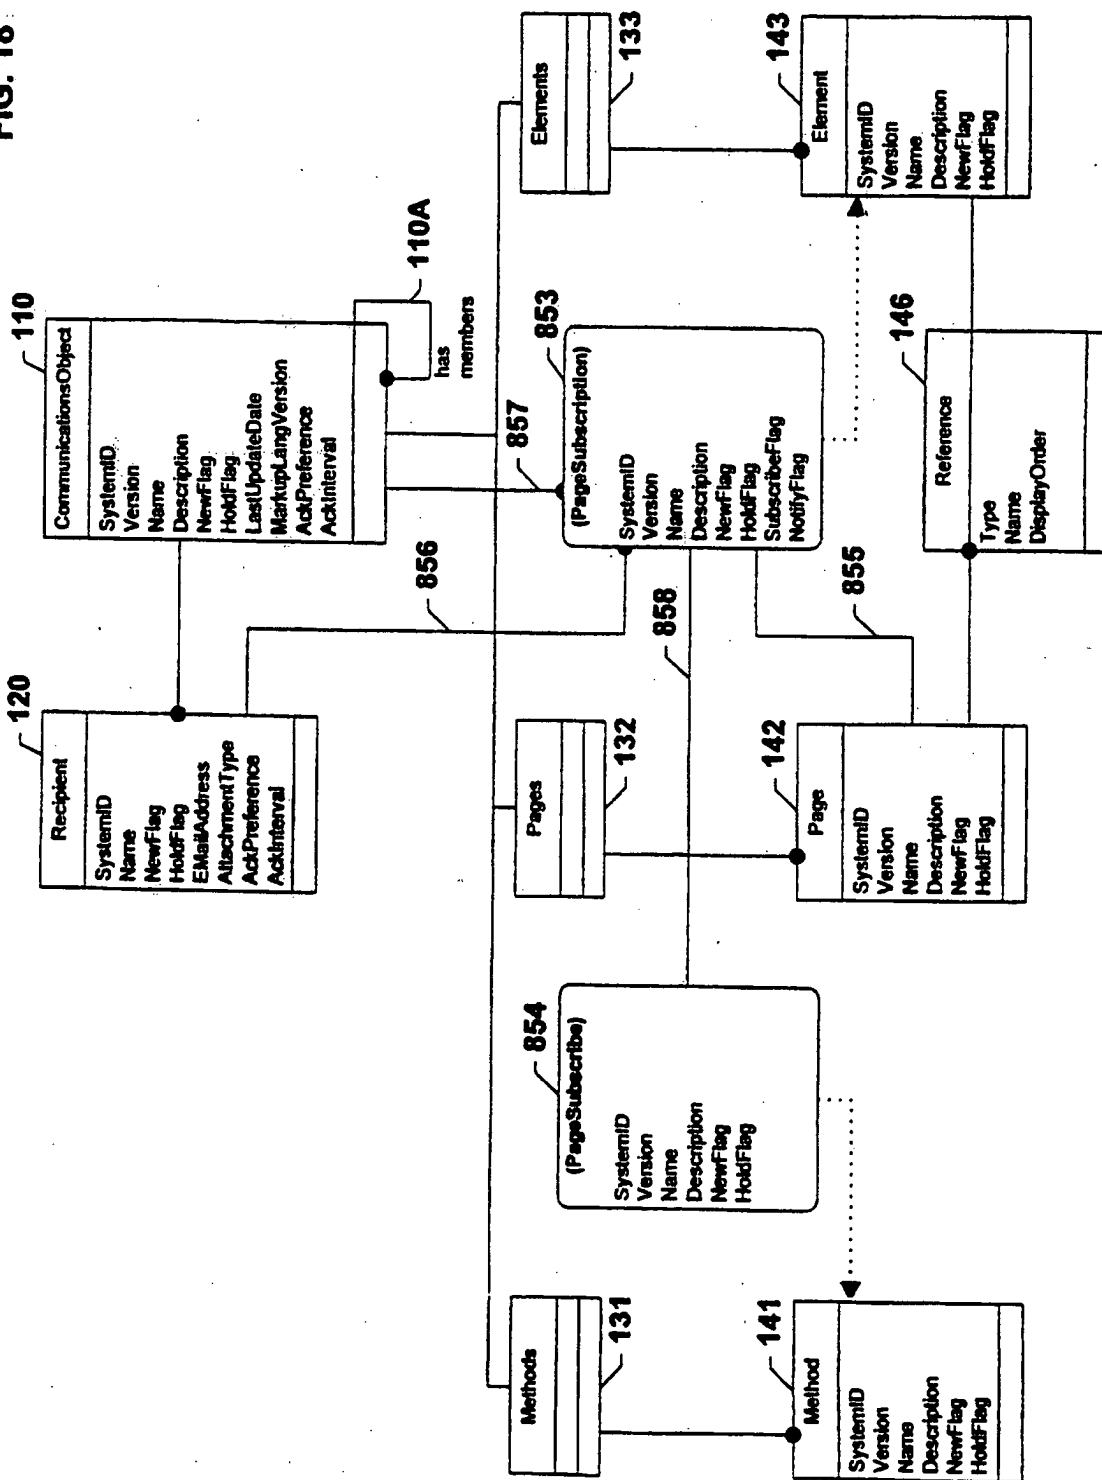 FIG. 18
110
CommunicationsObject
SystemID
Version
Name
Description
NewFlag
HoldFlag
LastUpdateDate
MarkupLangVersion
AckPreference
AckInterval
110A
has
members
120
Recipient
SystemID
Name
NewFlag
HoldFlag
EMailAddress
AttachmentType
AckPreference
AckInterval
856
857
Methods
131
Pages
132
Elements
133
854
(PageSubscribe)
SystemID
Version
Name
Description
NewFlag
HoldFlag
858
853
(PageSubscription)
SystemID
Version
Name
Description
NewFlag
HoldFlag
SubscribeFlag
NotifyFlag
855
141
Method
SystemID
Version
Name
Description
NewFlag
HoldFlag
142
Page
SystemID
Version
Name
Description
NewFlag
HoldFlag
146
Reference
Type
Name
DisplayOrder
143
Element
SystemID
Version
Name
Description
NewFlag
HoldFlag